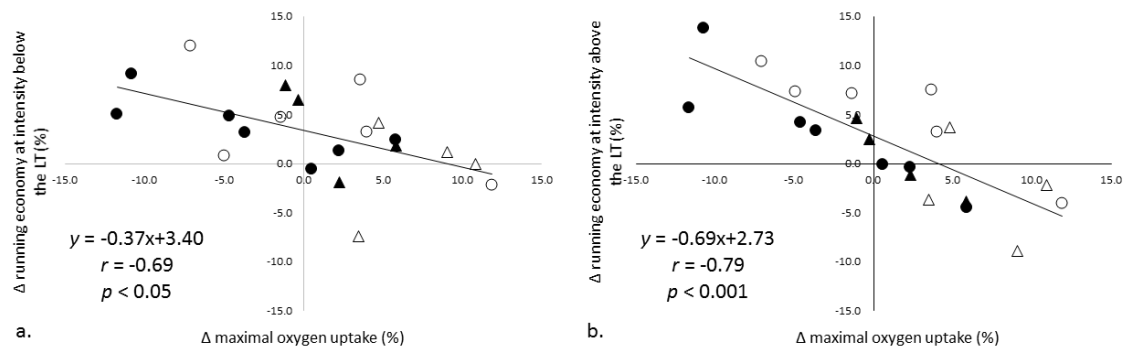 Δ running economy at intensity below
the LT (%)
15.0
10.0
5.0
0.0
-15.0
-10.0
-5.0
0.0
5.0
10.0
15.0
-5.0
-10.0
-15.0
y = -0.37x+3.40
r = -0.69
p < 0.05
a.
Δ maximal oxygen uptake (%)
Δ running economy at intensity above
the LT (%)
15.0
10.0
5.0
0.0
-15.0
-10.0
-5.0
0.0
5.0
10.0
15.0
-5.0
-10.0
-15.0
y = -0.69x+2.73
r = -0.79
p < 0.001
b.
Δ maximal oxygen uptake (%)